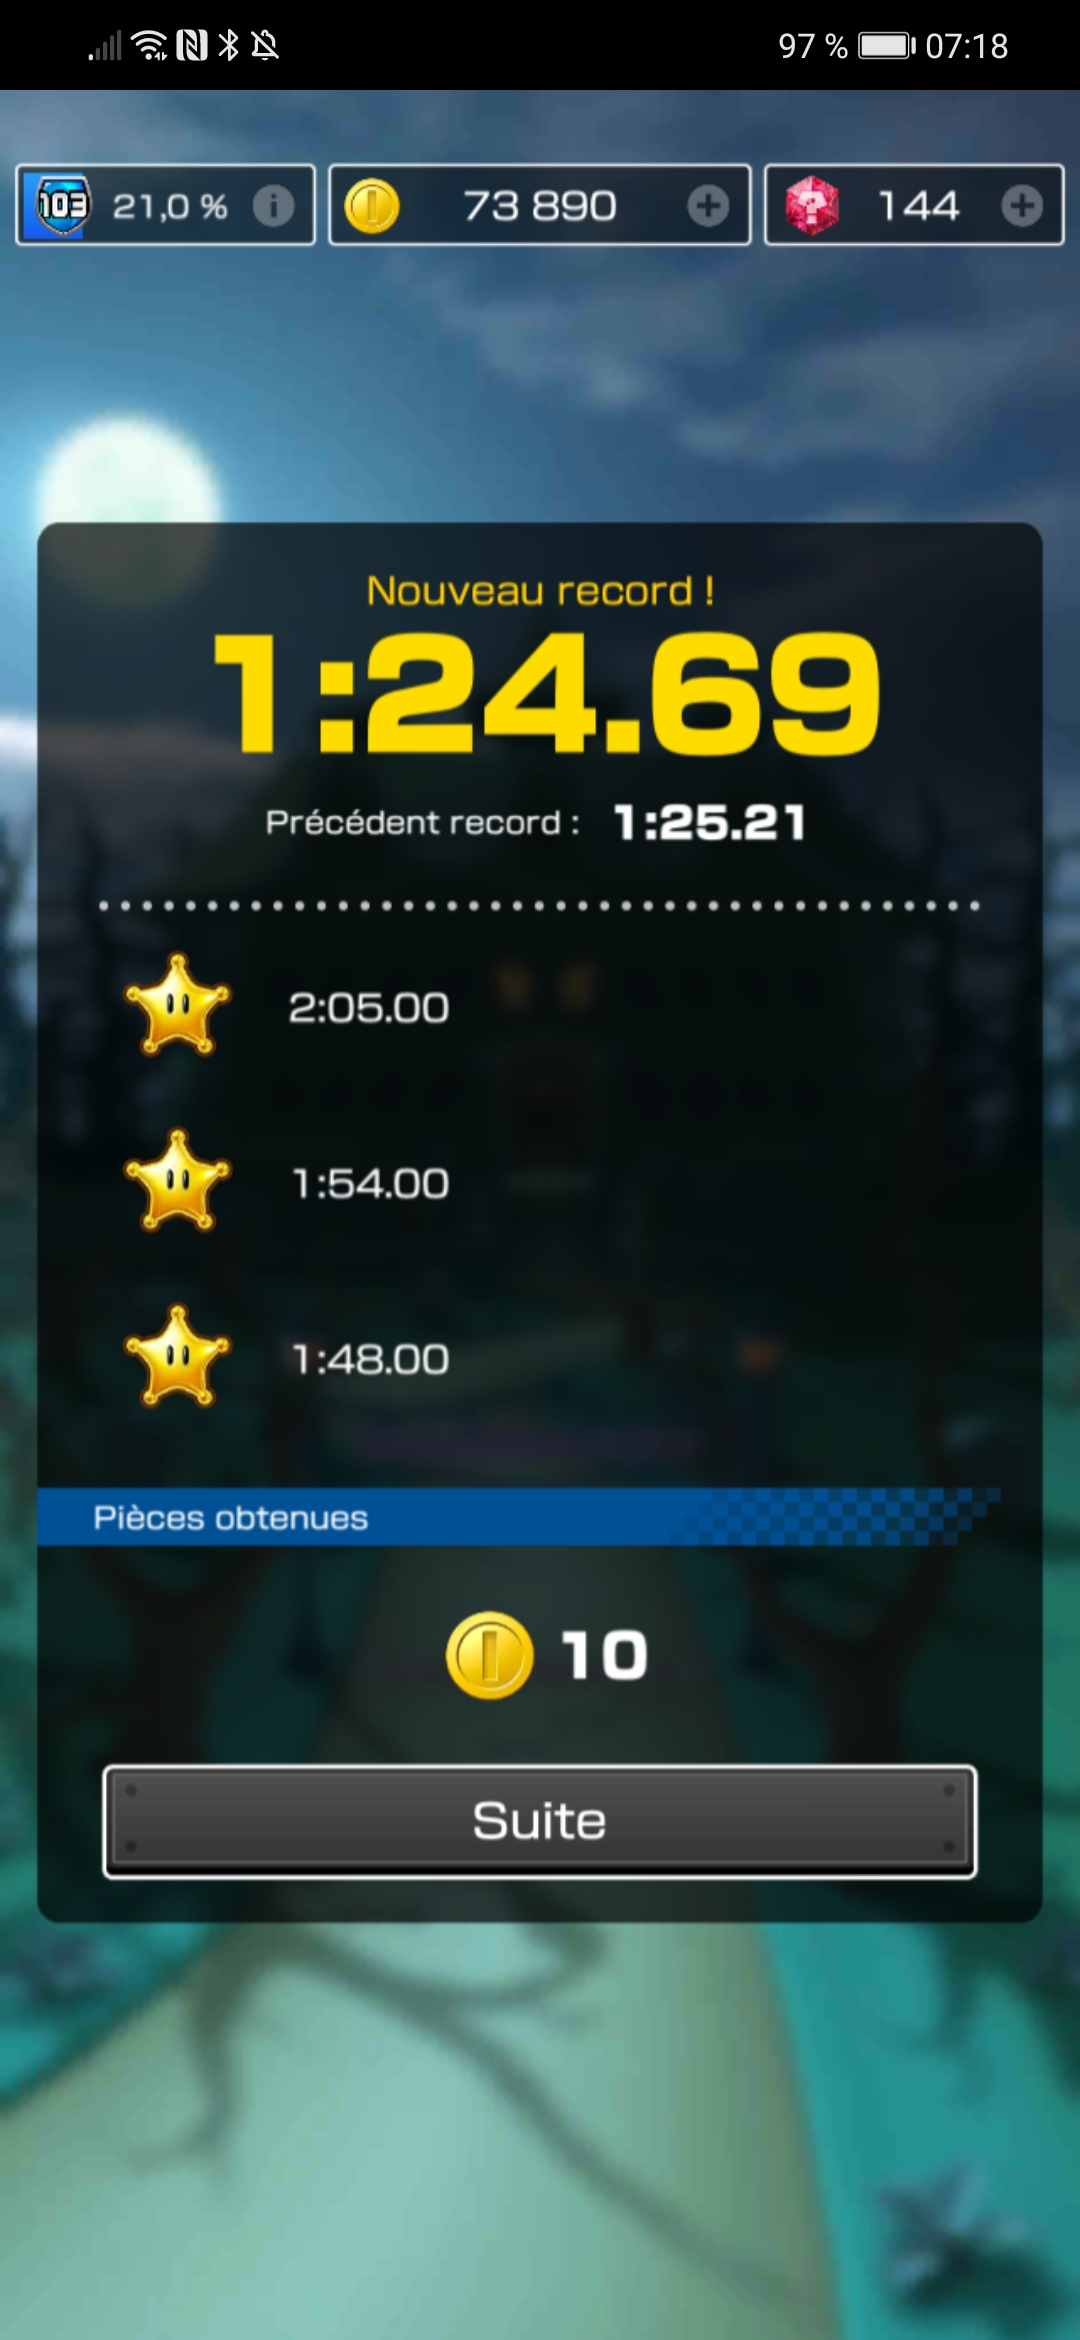 97 % 07:18
103 21,0 % 73 890 144
Nouveau record !
1:24.69
Précédent record : 1:25.21
2:05.00
1:54.00
1:48.00
Pièces obtenues
10
Suite